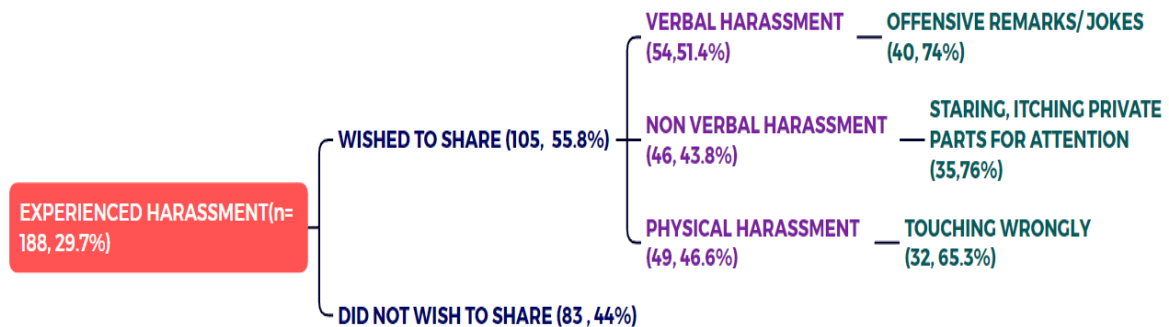 VERBAL HARASSMENT
(54,51.4%)
OFFENSIVE REMARKS/ JOKES
(40, 74%)
WISHED TO SHARE (105, 55.8%)
NON VERBAL HARASSMENT
(46, 43.8%)
STARING, ITCHING PRIVATE
PARTS FOR ATTENTION
(35,76%)
EXPERIENCED HARASSMENT(n=
188, 29.7%)
PHYSICAL HARASSMENT
(49, 46.6%)
TOUCHING WRONGLY
(32, 65.3%)
DID NOT WISH TO SHARE (83 , 44%)